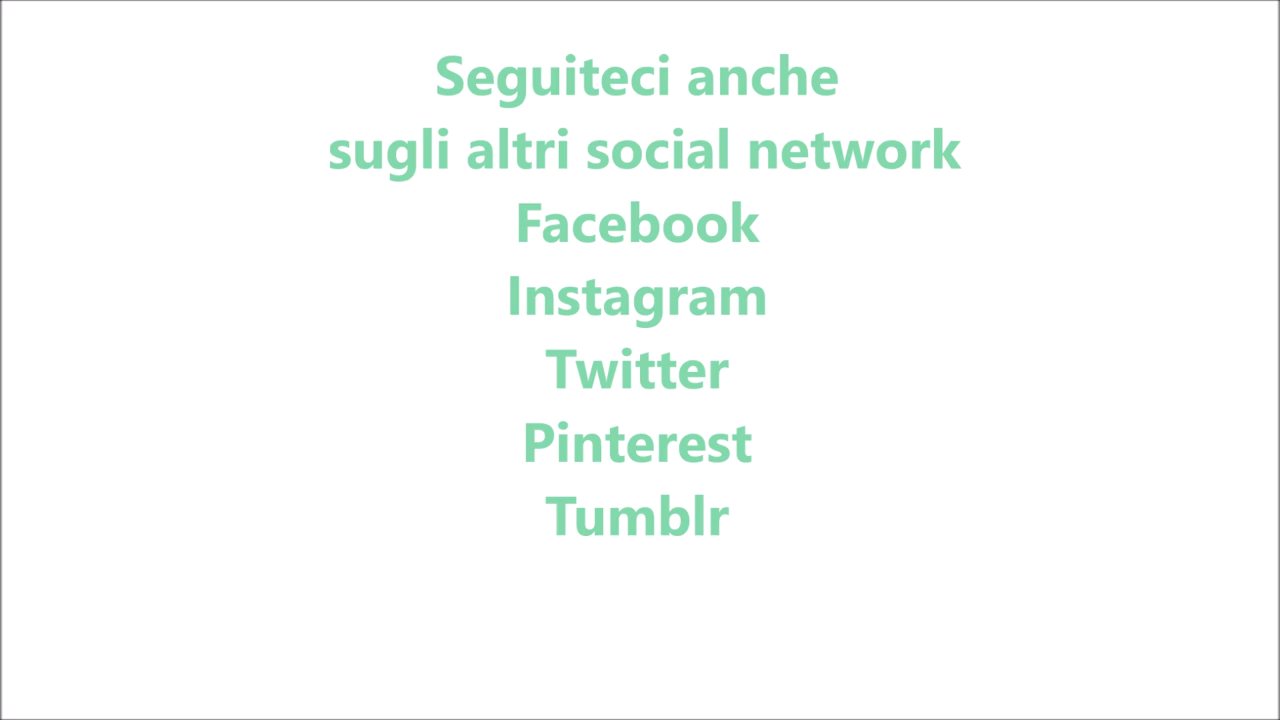 Seguiteci anche
sugli altri social network
Facebook
Instagram
Twitter
Pinterest
Tumblr